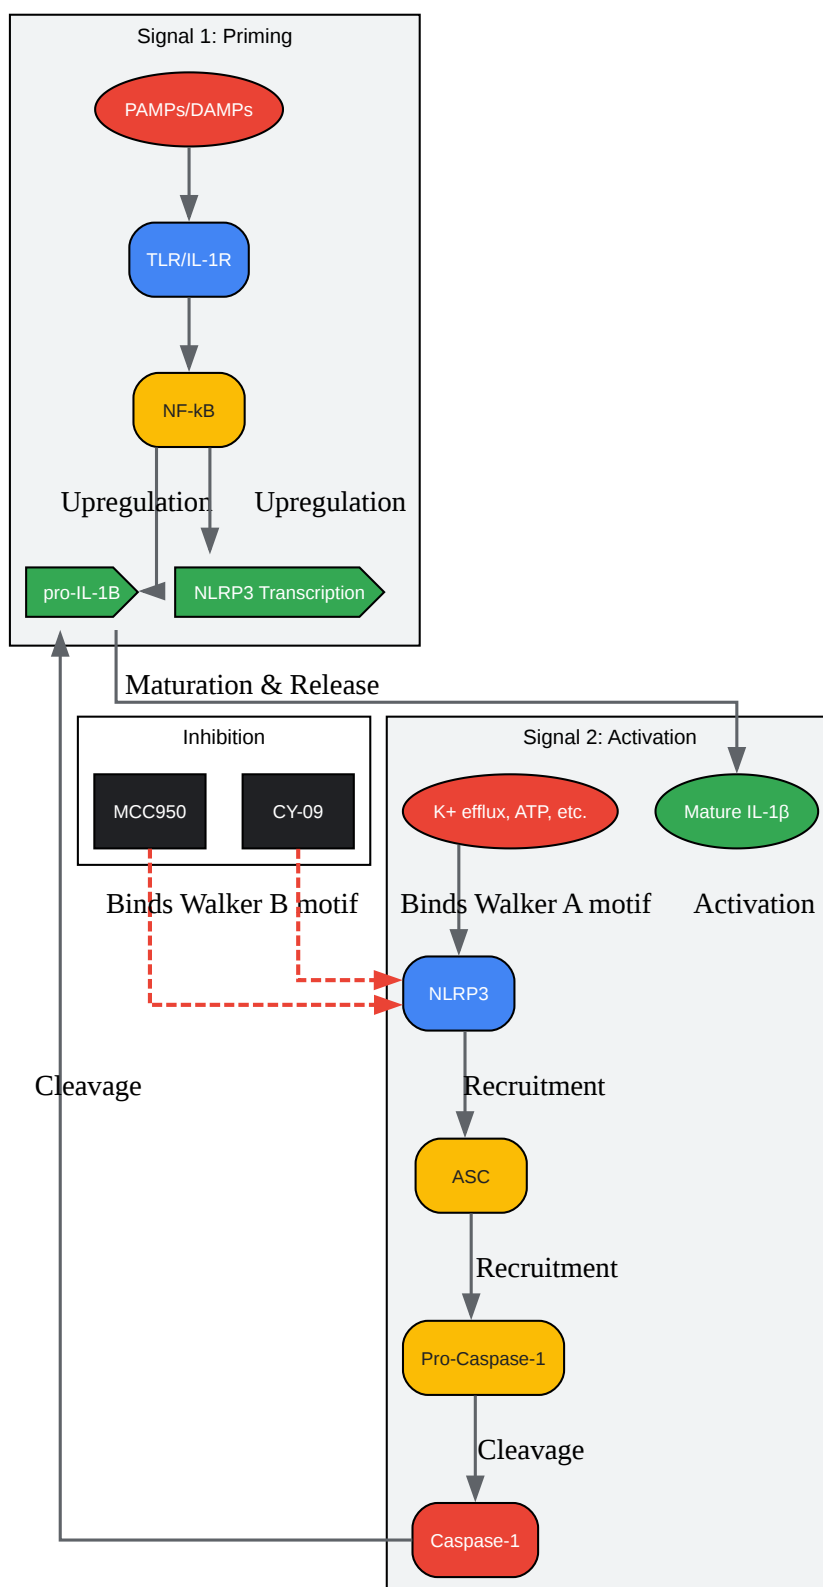 Signal 1: Priming
PAMPs/DAMPs
TLR/IL-1R
NF-kB
Upregulation
Upregulation
pro-IL-1B
NLRP3 Transcription
Maturation & Release
Inhibition
Signal 2: Activation
MCC950
CY-09
K+ efflux, ATP, etc.
Mature IL-1β
Binds Walker B motif
Binds Walker A motif
Activation
NLRP3
Cleavage
Recruitment
ASC
Recruitment
Pro-Caspase-1
Cleavage
Caspase-1